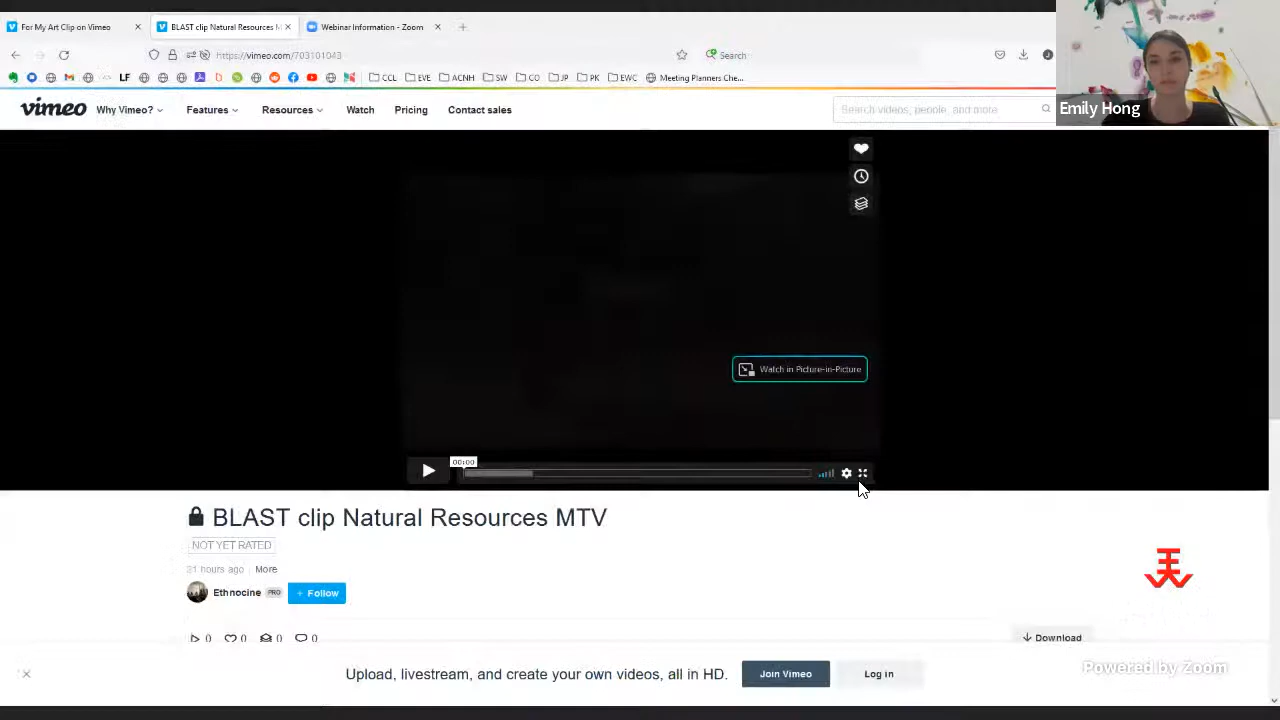 For My Art Clip on Vimeo
BLAST clip Natural Resources M
Webinar Information - Zoom
https://vimeo.com/703101043
Search
LF
CCL
EVE
ACNH
SW
CO
JP
PK
EWC
Meeting Planners Che...
Emily Hong
vimeo
Why Vimeo?
Features
Resources
Watch
Pricing
Contact sales
Search videos, people, and more
Watch in Picture-in-Picture
00:00
BLAST clip Natural Resources MTV
NOT YET RATED
21 hours ago
More
Ethnocine PRO
+ Follow
0 0 0 0
Download
Upload, livestream, and create your own videos, all in HD.
Join Vimeo
Log in
Powered by Zoom